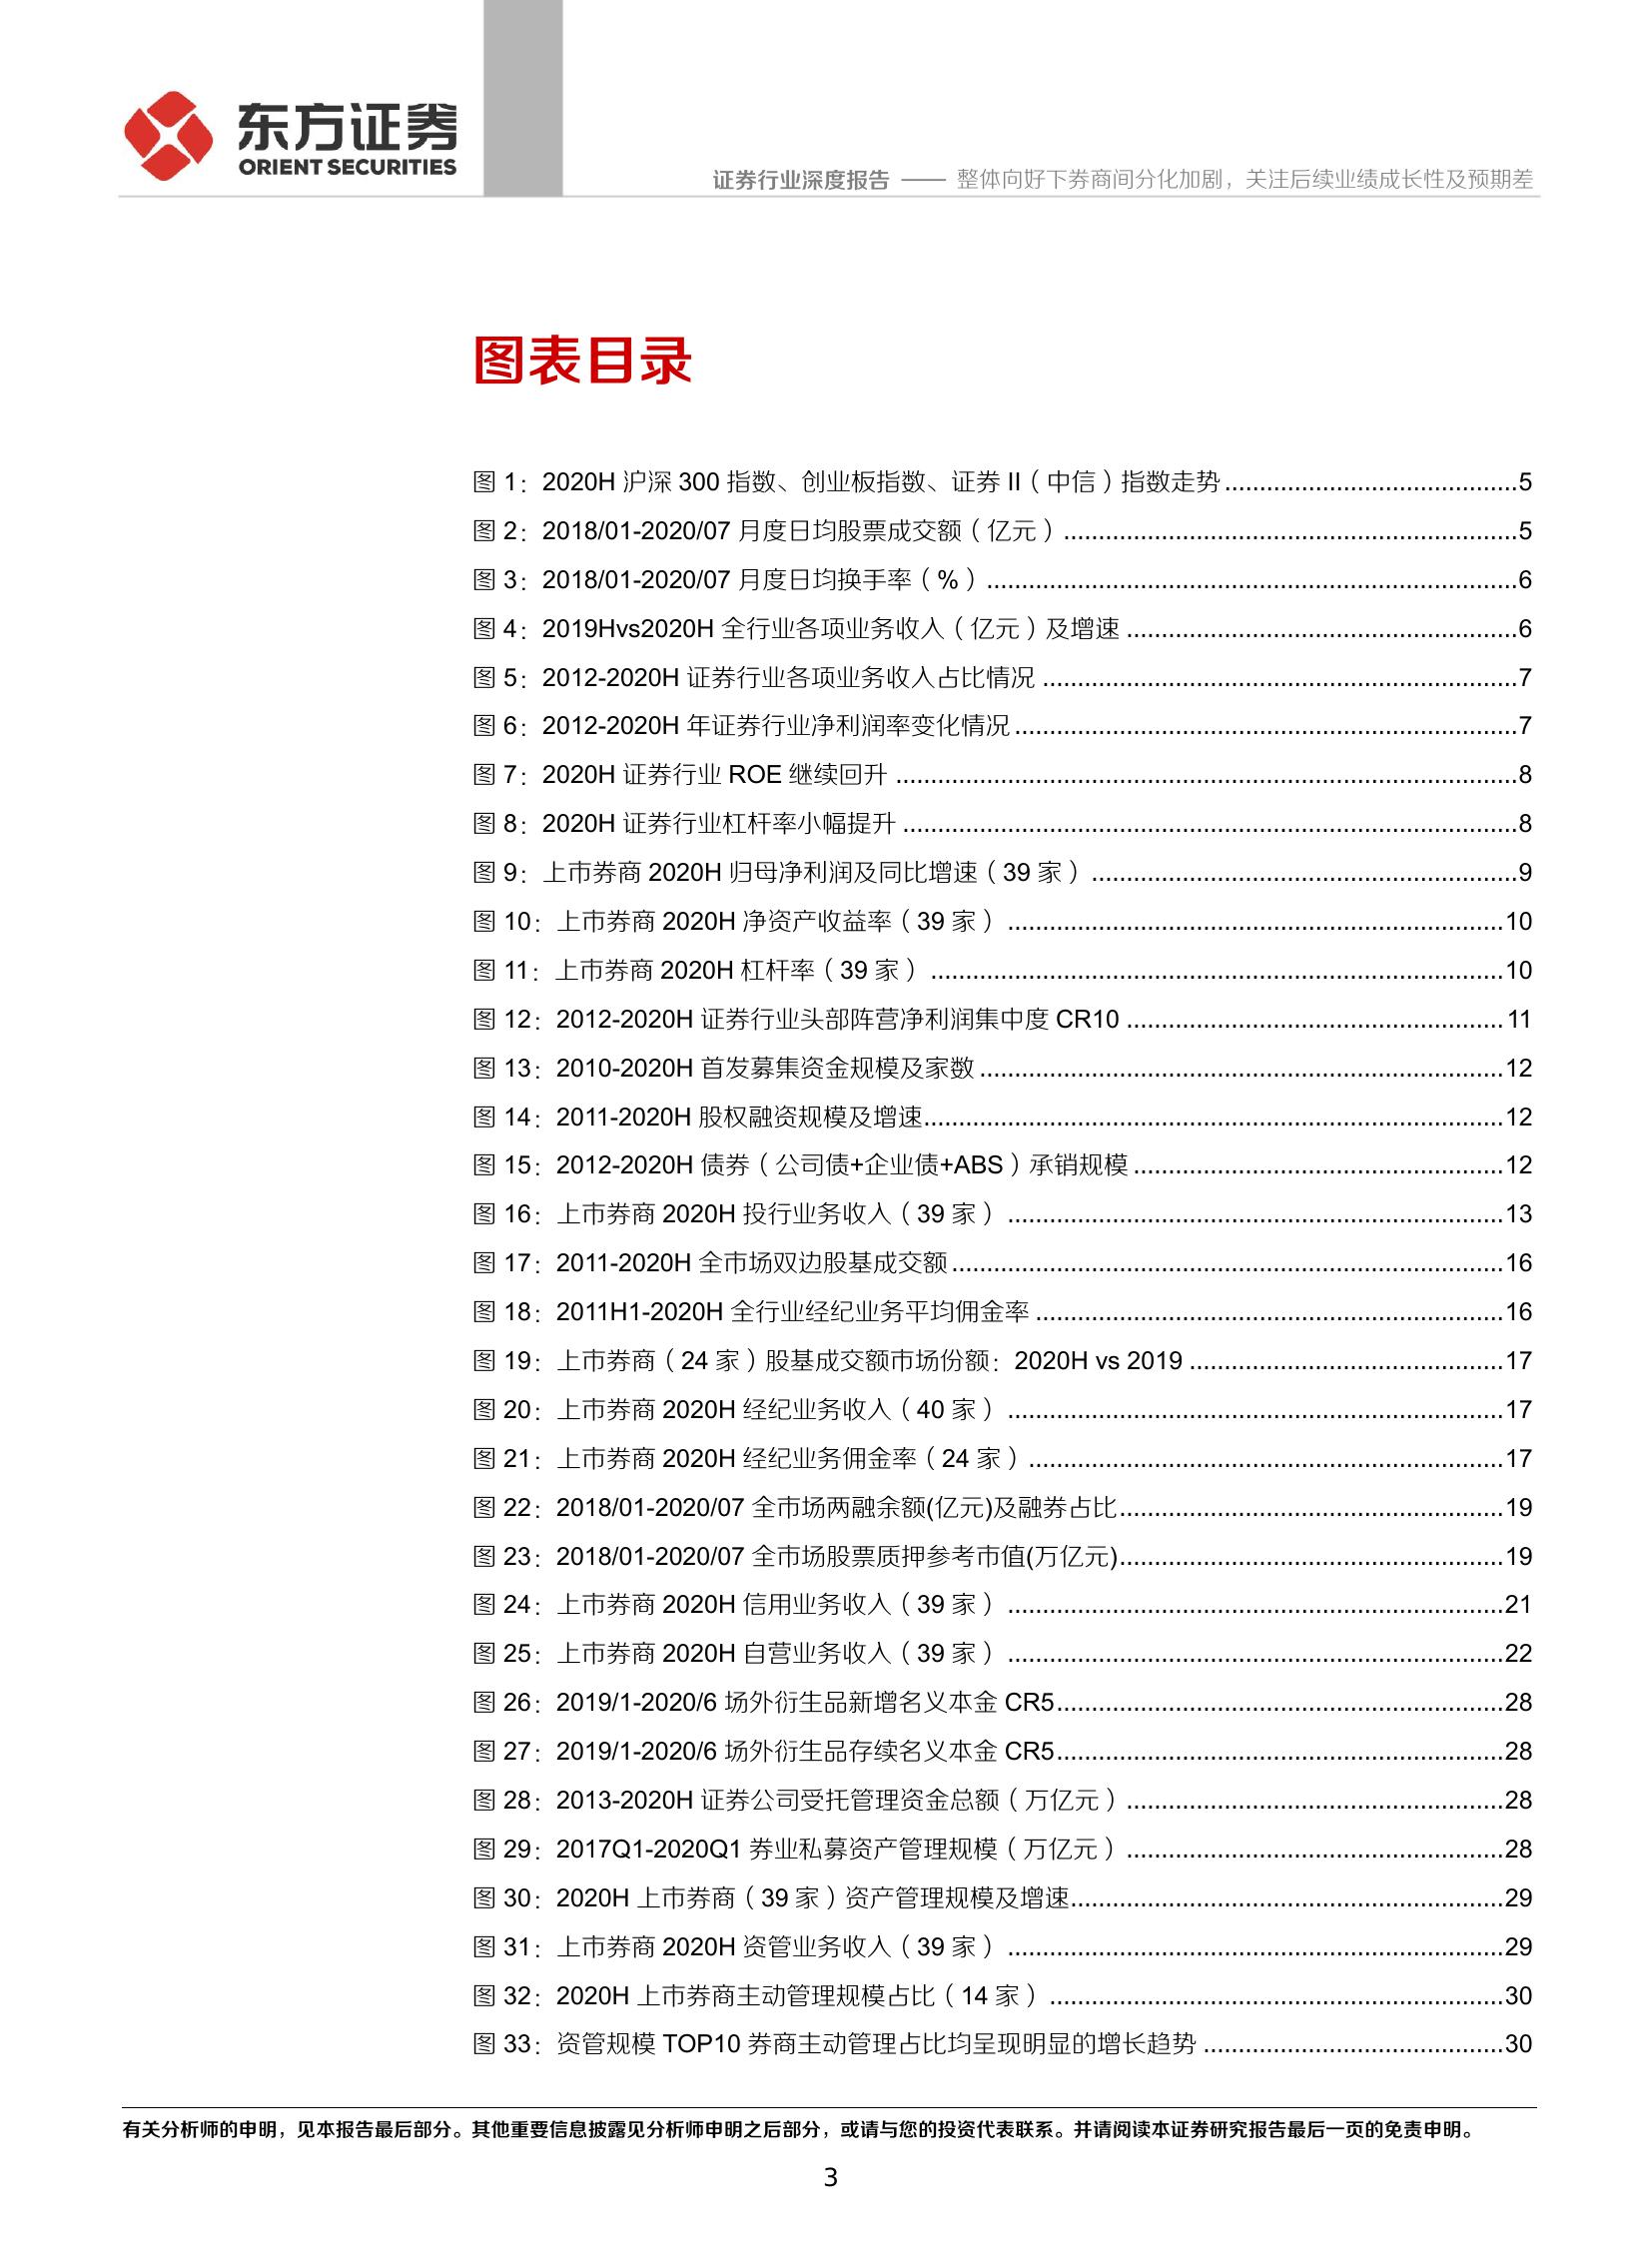 东方证券
ORIENT SECURITIES
证券行业深度报告 —— 整体向好下券商间分化加剧，关注后续业绩成长性及预期差
图表目录
图 1：2020H 沪深 300 指数、创业板指数、证券 II（中信）指数走势..........................................5
图 2：2018/01-2020/07 月度日均股票成交额（亿元）.................................................................5
图 3：2018/01-2020/07 月度日均换手率（%）............................................................................6
图 4：2019Hvs2020H 全行业各项业务收入（亿元）及增速 ........................................................6
图 5：2012-2020H 证券行业各项业务收入占比情况 ....................................................................7
图 6：2012-2020H 年证券行业净利润率变化情况........................................................................7
图 7：2020H 证券行业 ROE 继续回升 .........................................................................................8
图 8：2020H 证券行业杠杆率小幅提升 ........................................................................................8
图 9：上市券商 2020H 归母净利润及同比增速（39 家）.............................................................9
图 10：上市券商 2020H 净资产收益率（39 家）.......................................................................10
图 11：上市券商 2020H 杠杆率（39 家）..................................................................................10
图 12：2012-2020H 证券行业头部阵营净利润集中度 CR10 ......................................................11
图 13：2010-2020H 首发募集资金规模及家数...........................................................................12
图 14：2011-2020H 股权融资规模及增速...................................................................................12
图 15：2012-2020H 债券（公司债+企业债+ABS）承销规模.....................................................12
图 16：上市券商 2020H 投行业务收入（39 家）.......................................................................13
图 17：2011-2020H 全市场双边股基成交额...............................................................................16
图 18：2011H1-2020H 全行业经纪业务平均佣金率 ...................................................................16
图 19：上市券商（24 家）股基成交额市场份额：2020H vs 2019 .............................................17
图 20：上市券商 2020H 经纪业务收入（40 家）.......................................................................17
图 21：上市券商 2020H 经纪业务佣金率（24 家）....................................................................17
图 22：2018/01-2020/07 全市场两融余额(亿元)及融券占比.......................................................19
图 23：2018/01-2020/07 全市场股票质押参考市值(万亿元).......................................................19
图 24：上市券商 2020H 信用业务收入（39 家）.......................................................................21
图 25：上市券商 2020H 自营业务收入（39 家）.......................................................................22
图 26：2019/1-2020/6 场外衍生品新增名义本金 CR5................................................................28
图 27：2019/1-2020/6 场外衍生品存续名义本金 CR5................................................................28
图 28：2013-2020H 证券公司受托管理资金总额（万亿元）......................................................28
图 29：2017Q1-2020Q1 券业私募资产管理规模（万亿元）......................................................28
图 30：2020H 上市券商（39 家）资产管理规模及增速..............................................................29
图 31：上市券商 2020H 资管业务收入（39 家）.......................................................................29
图 32：2020H 上市券商主动管理规模占比（14 家）.................................................................30
图 33：资管规模 TOP10 券商主动管理占比均呈现明显的增长趋势 ...........................................30
有关分析师的申明，见本报告最后部分。其他重要信息披露见分析师申明之后部分，或请与您的投资代表联系。并请阅读本证券研究报告最后一页的免责申明。
3